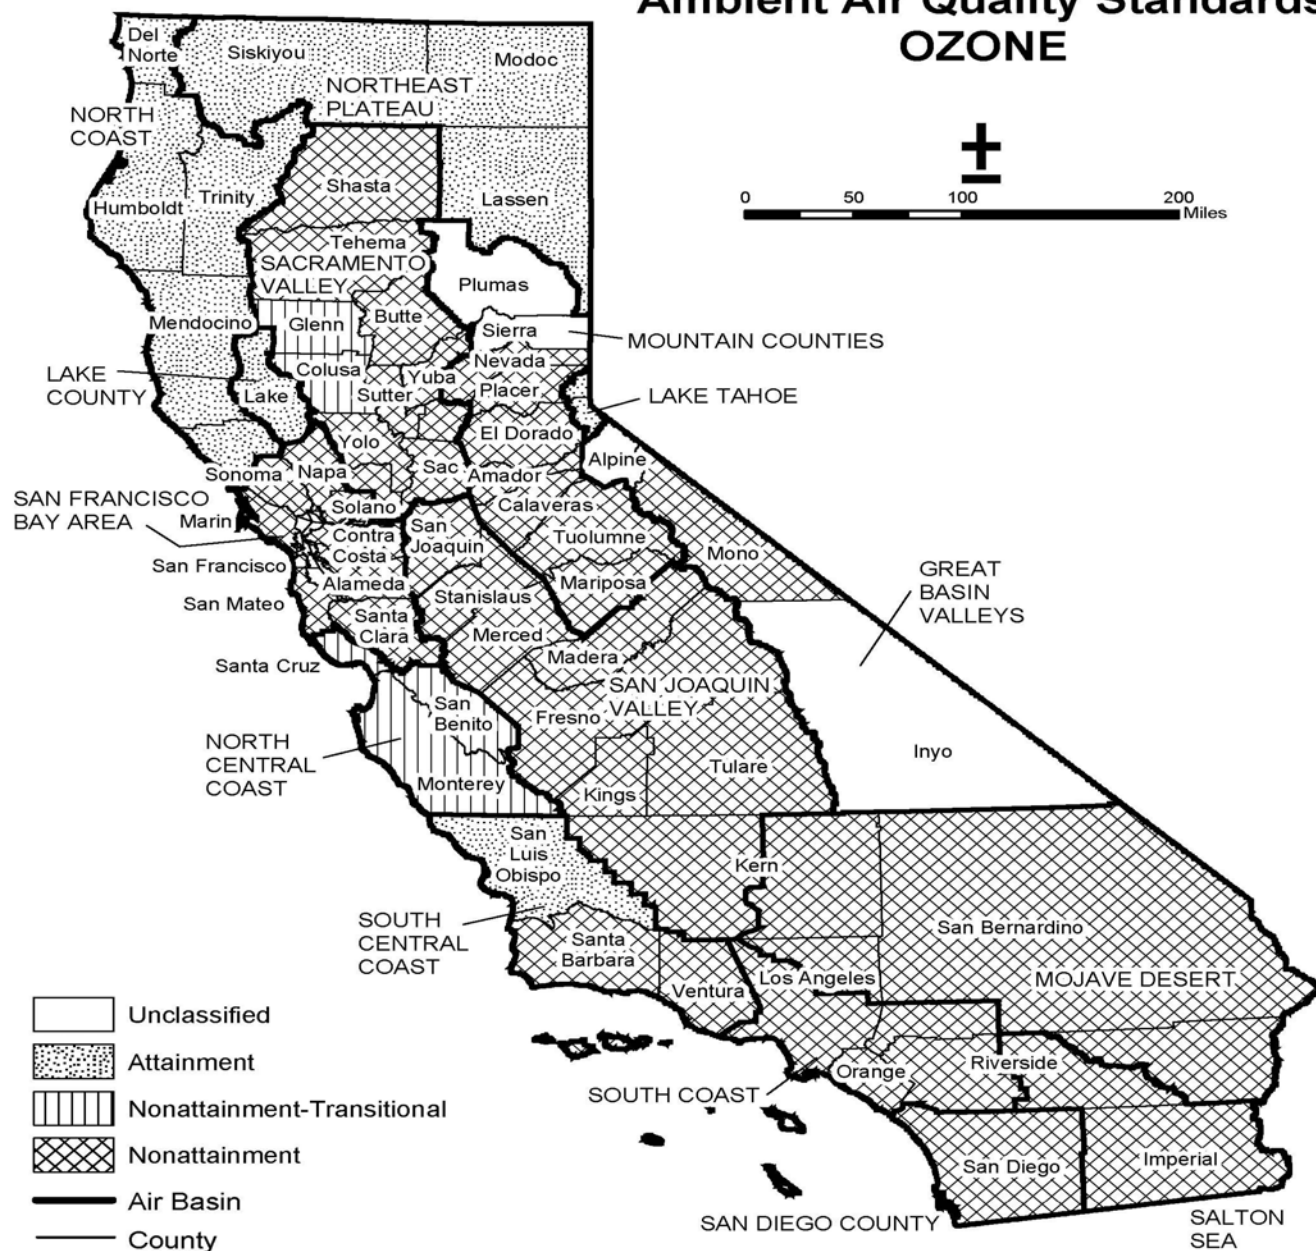 Ambient Air Quality Standards
OZONE
0 50 100 200
Miles
Del
Norte
Siskiyou
Modoc
NORTHEAST
PLATEAU
NORTH
COAST
Shasta
Trinity
Humboldt
Lassen
Tehema
SACRAMENTO
VALLEY
Plumas
Butte
Glenn
Mendocino
Sierra
MOUNTAIN COUNTIES
Nevada
Colusa
Yuba
LAKE
COUNTY
Lake
Sutter
Placer
LAKE TAHOE
El Dorado
Yolo
Alpine
Sonoma
Napa
Sac
Amador
SAN FRANCISCO
BAY AREA
Marin
Solano
Calaveras
San
Joaquin
Contra
Costa
Tuolumne
Mono
San Francisco
Alameda
Mariposa
GREAT
BASIN
VALLEYS
San Mateo
Stanislaus
Santa
Clara
Merced
Santa Cruz
Madera
SAN JOAQUIN
VALLEY
San
Benito
Fresno
NORTH
CENTRAL
COAST
Inyo
Tulare
Monterey
Kings
San
Luis
Obispo
Kern
SOUTH
CENTRAL
COAST
San Bernardino
Santa
Barbara
Los Angeles
MOJAVE DESERT
Ventura
Riverside
Orange
SOUTH COAST
San Diego
Imperial
SAN DIEGO COUNTY
SALTON
SEA
Unclassified
Attainment
Nonattainment-Transitional
Nonattainment
Air Basin
County